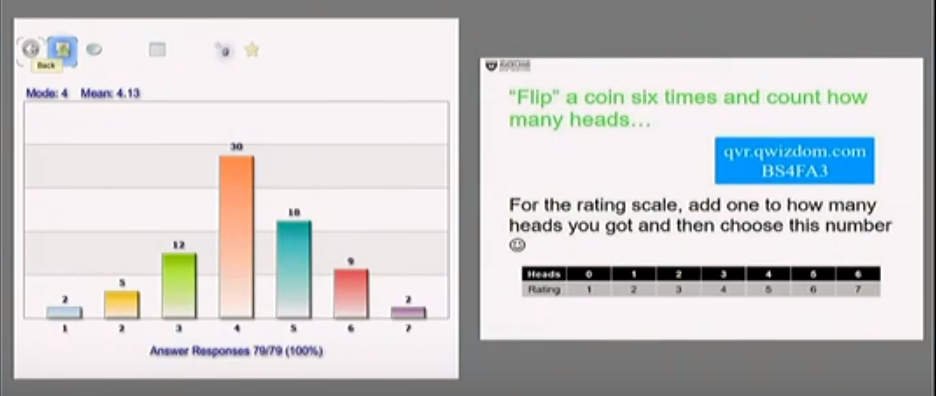 Back
Mode: 4 Mean: 4.13
30
18
12
9
5
2
2
1 2 3 4 5 6 7
Answer Responses 79/79 (100%)
"Flip" a coin six times and count how
many heads...
qvr.qwizdom.com
BS4FA3
For the rating scale, add one to how many
heads you got and then choose this number
Heads 0 1 2 3 4 5 6
Rating 1 2 3 4 5 6 7